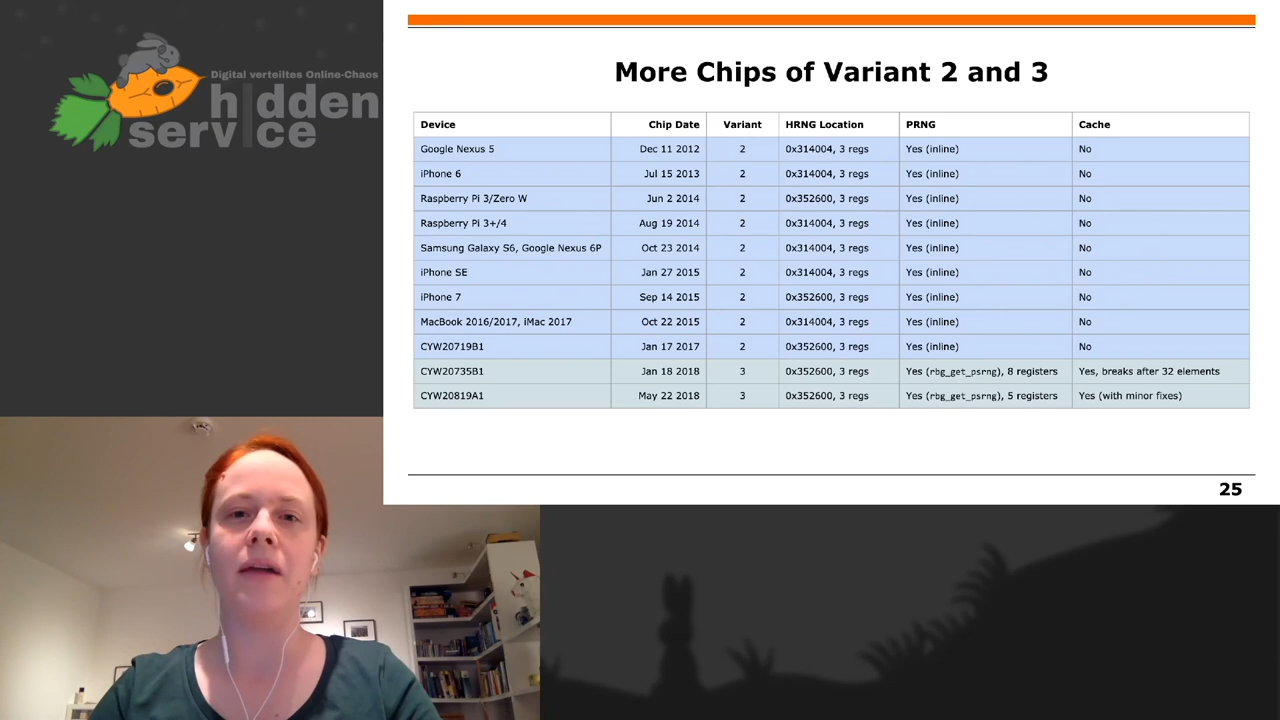 Digital verteiltes Online-Chaos
hidden
service
More Chips of Variant 2 and 3
Device Chip Date Variant HRNG Location PRNG Cache
Google Nexus 5 Dec 11 2012 2 0x314004, 3 regs Yes (inline) No
iPhone 6 Jul 15 2013 2 0x314004, 3 regs Yes (inline) No
Raspberry Pi 3/Zero W Jun 2 2014 2 0x352600, 3 regs Yes (inline) No
Raspberry Pi 3+/4 Aug 19 2014 2 0x314004, 3 regs Yes (inline) No
Samsung Galaxy S6, Google Nexus 6P Oct 23 2014 2 0x314004, 3 regs Yes (inline) No
iPhone SE Jan 27 2015 2 0x314004, 3 regs Yes (inline) No
iPhone 7 Sep 14 2015 2 0x352600, 3 regs Yes (inline) No
MacBook 2016/2017, iMac 2017 Oct 22 2015 2 0x314004, 3 regs Yes (inline) No
CYW20719B1 Jan 17 2017 2 0x352600, 3 regs Yes (inline) No
CYW20735B1 Jan 18 2018 3 0x352600, 3 regs Yes (rbg_get_psrng), 8 registers Yes, breaks after 32 elements
CYW20819A1 May 22 2018 3 0x352600, 3 regs Yes (rbg_get_psrng), 5 registers Yes (with minor fixes)
25